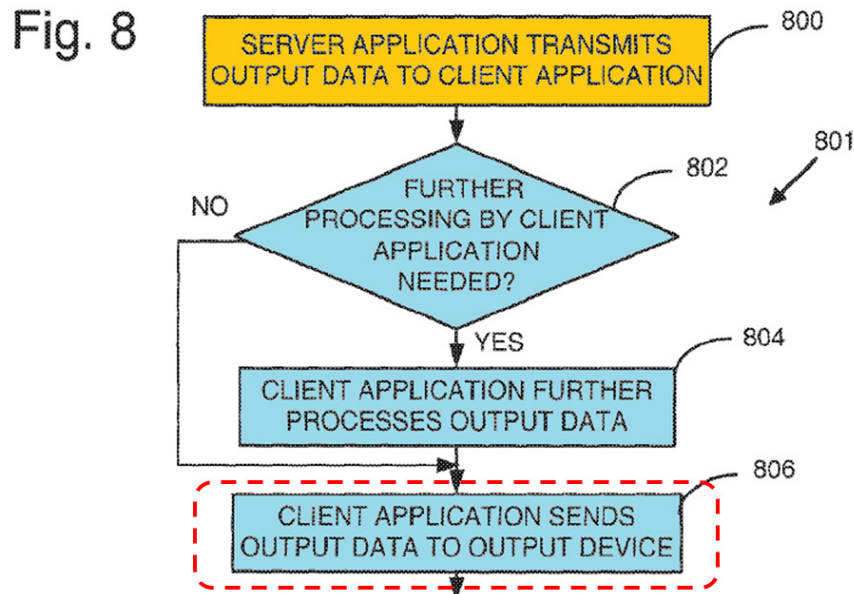 Fig. 8
800
SERVER APPLICATION TRANSMITS
OUTPUT DATA TO CLIENT APPLICATION
801
802
FURTHER
PROCESSING BY CLIENT
APPLICATION
NEEDED?
NO
YES
804
CLIENT APPLICATION FURTHER
PROCESSES OUTPUT DATA
806
CLIENT APPLICATION SENDS
OUTPUT DATA TO OUTPUT DEVICE